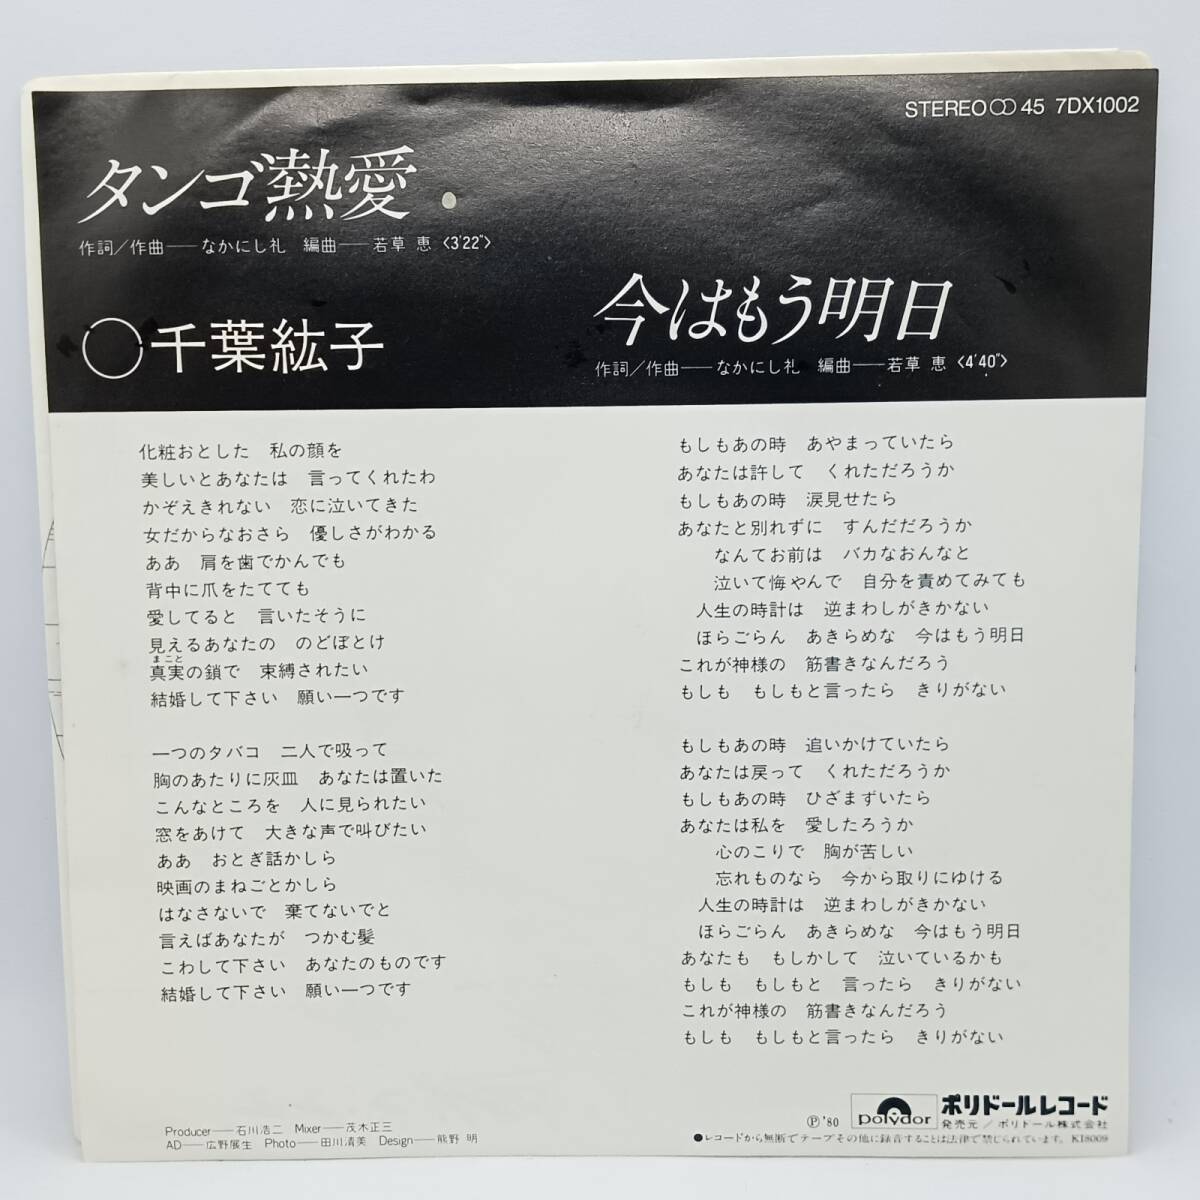 STEREO 45 7DX1002
タンゴ熱愛
作詞／作曲──なかにし礼 編曲──若草 恵〈3'22"〉
今はもう明日
作詞／作曲──なかにし礼 編曲──若草 恵〈4'40"〉
○千葉紘子
化粧おとした 私の顔を
美しいとあなたは 言ってくれたわ
かぞえきれない 恋に泣いてきた
女だからなおさら 優しさがわかる
ああ 肩を歯でかんでも
背中に爪をたてても
愛してると 言いたそうに
見えるあなたの のどぼとけ
まこと
真実の鎖で 束縛されたい
結婚して下さい 願い一つです
一つのタバコ 二人で吸って
胸のあたりに灰皿 あなたは置いた
こんなところを 人に見られたい
窓をあけて 大きな声で叫びたい
ああ おとぎ話かしら
映画のまねごとかしら
はなさないで 棄てないでと
言えばあなたが つかむ髪
こわして下さい あなたのものです
結婚して下さい 願い一つです
もしもあの時 あやまっていたら
あなたは許して くれただろうか
もしもあの時 涙見せたら
あなたと別れずに すんだだろうか
なんてお前は バカなおんなと
泣いて悔やんで 自分を責めてみても
人生の時計は 逆まわしがきかない
ほらごらん あきらめな 今はもう明日
これが神様の 筋書きなんだろう
もしも もしもと言ったら きりがない
もしもあの時 追いかけていたら
あなたは戻って くれただろうか
もしもあの時 ひざまずいたら
あなたは私を 愛したろうか
心のこりで 胸が苦しい
忘れものなら 今から取りにゆける
人生の時計は 逆まわしがきかない
ほらごらん あきらめな 今はもう明日
あなたも もしかして 泣いているかも
もしも もしもと 言ったら きりがない
これが神様の 筋書きなんだろう
もしも もしもと言ったら きりがない
Producer──石川浩二 Mixer──茂木正三
AD──広野展生 Photo──田川清美 Design──熊野 明
Ⓟ'80
polydor
ポリドールレコード
発売元／ポリドール株式会社
●レコードから無断でテープその他に録音することは法律で禁じられています。KI8009